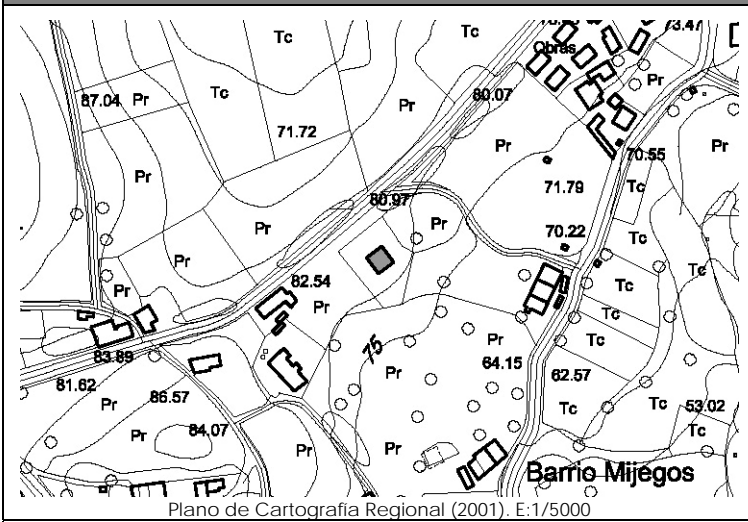 73.47
Tc
Tc
Obras
Pr
87.04 Pr
Tc
80.07
Pr
71.72
Pr
70.55
Pr
Pr
71.79
Tc
80.97
Pr
Pr
70.22
Tc
Pr
82.54
Tc
Tc
Pr
Pr
Tc
75
Pr
Tc
83.89
Pr
64.15
62.57
81.62
86.57
Pr
Tc
Tc
53.02
84.07
Pr
Pr
Pr
Tc
Barrio Mijegos
Plano de Cartografía Regional (2001). E:1/5000